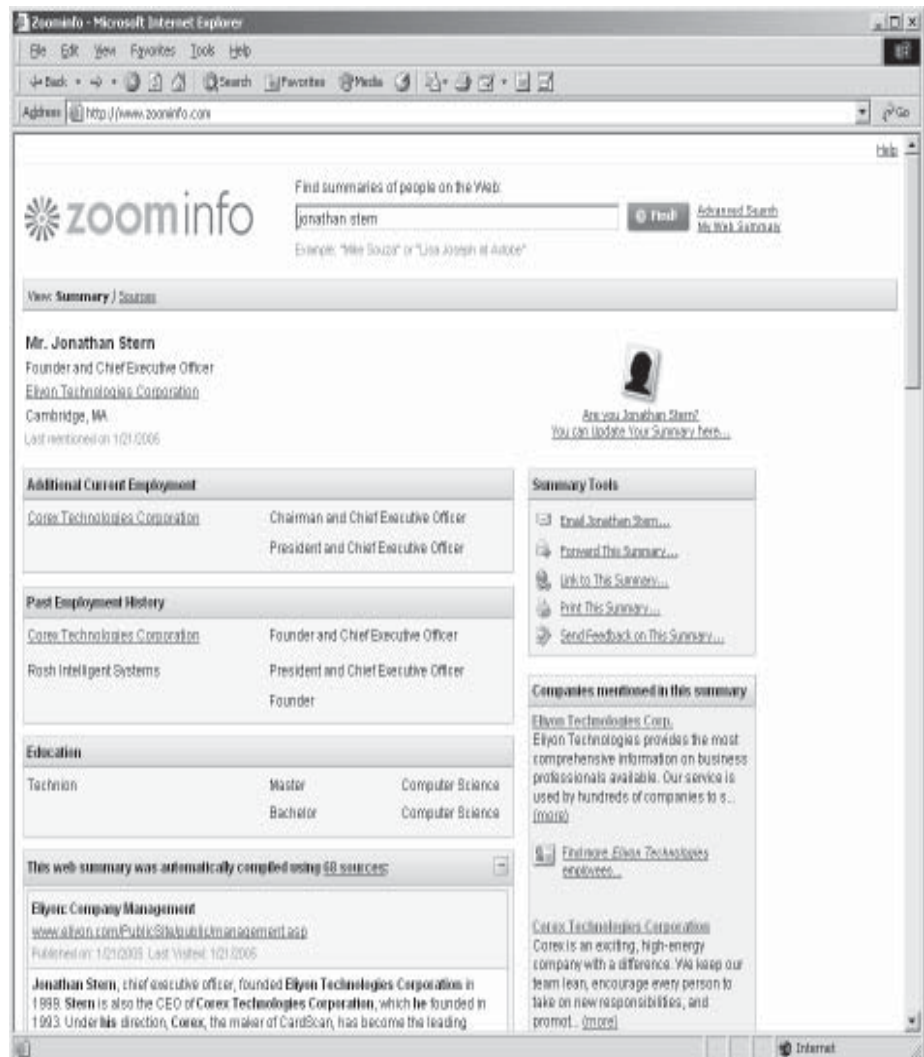 Zoominfo - Microsoft Internet Explorer
File Edit View Favorites Tools Help
Back Search Favorites Media
Address http://www.zoominfo.com Go
Help
zoominfo
Find summaries of people on the Web:
jonathan stern
Find!
Advanced Search
My Web Summary
Example: "Mike Souza" or "Lisa Joseph at Adobe"
View: Summary / Sources
Mr. Jonathan Stern
Founder and Chief Executive Officer
Eliyon Technologies Corporation
Cambridge, MA
Last mentioned on 1/21/2005
Are you Jonathan Stern?
You can Update Your Summary here...
Additional Current Employment
Corex Technologies Corporation Chairman and Chief Executive Officer
President and Chief Executive Officer
Past Employment History
Corex Technologies Corporation Founder and Chief Executive Officer
Rosh Intelligent Systems President and Chief Executive Officer
Founder
Education
Technion Master Computer Science
Bachelor Computer Science
This web summary was automatically compiled using 68 sources:
Eliyon: Company Management
www.eliyon.com/PublicSite/public/management.asp
Published on: 1/21/2005 Last Visited: 1/21/2005
Jonathan Stern, chief executive officer, founded Eliyon Technologies Corporation in
1999. Stern is also the CEO of Corex Technologies Corporation, which he founded in
1993. Under his direction, Corex, the maker of CardScan, has become the leading
Summary Tools
Email Jonathan Stern...
Forward This Summary...
Link to This Summary...
Print This Summary...
Send Feedback on This Summary...
Companies mentioned in this summary
Eliyon Technologies Corp.
Eliyon Technologies provides the most
comprehensive information on business
professionals available. Our service is
used by hundreds of companies to s...
(more)
Find more Eliyon Technologies
employees...
Corex Technologies Corporation
Corex is an exciting, high-energy
company with a difference. We keep our
team lean, encourage every person to
take on new responsibilities, and
promot... (more)
Internet